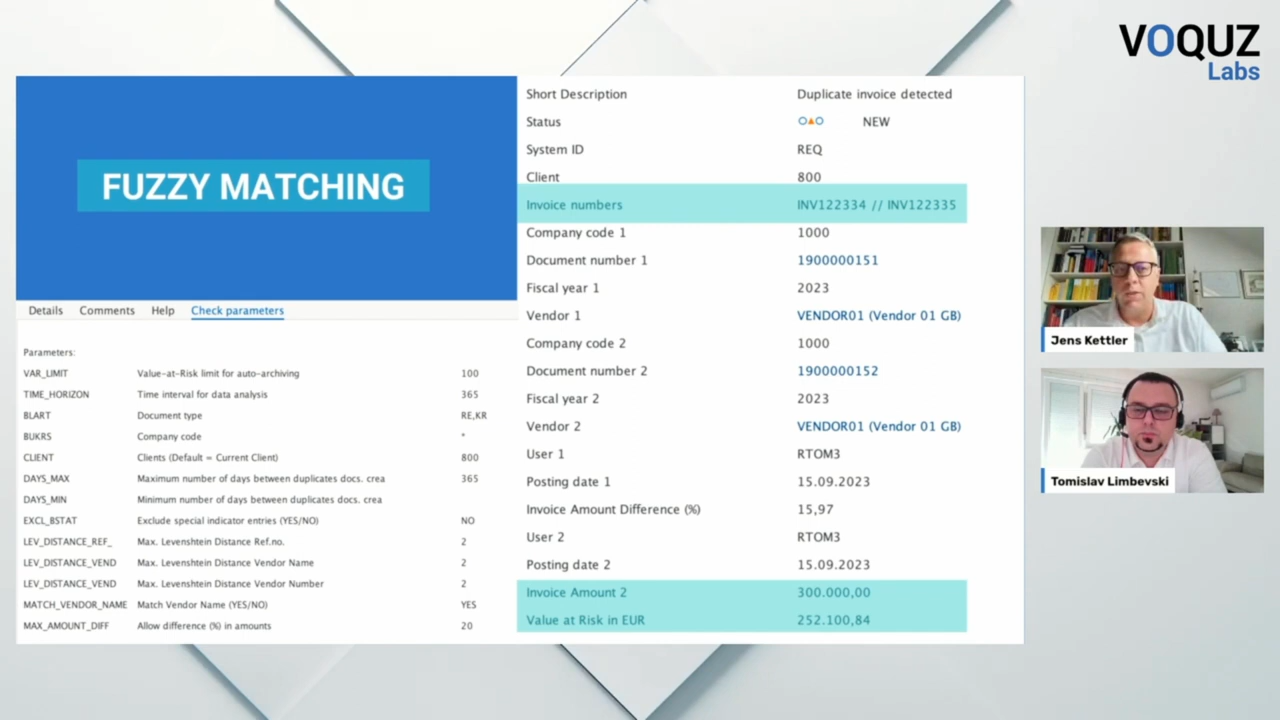 VOQUZ
Labs
FUZZY MATCHING
Details Comments Help Check parameters
Parameters:
VAR_LIMIT Value-at-Risk limit for auto-archiving 100
TIME_HORIZON Time interval for data analysis 365
BLART Document type RE,KR
BUKRS Company code *
CLIENT Clients (Default = Current Client) 800
DAYS_MAX Maximum number of days between duplicates docs. crea 365
DAYS_MIN Minimum number of days between duplicates docs. crea
EXCL_BSTAT Exclude special indicator entries (YES/NO) NO
LEV_DISTANCE_REF_ Max. Levenshtein Distance Ref.no. 2
LEV_DISTANCE_VEND Max. Levenshtein Distance Vendor Name 2
LEV_DISTANCE_VEND Max. Levenshtein Distance Vendor Number 2
MATCH_VENDOR_NAME Match Vendor Name (YES/NO) YES
MAX_AMOUNT_DIFF Allow difference (%) in amounts 20
Short Description Duplicate invoice detected
Status NEW
System ID REQ
Client 800
Invoice numbers INV122334 // INV122335
Company code 1 1000
Document number 1 1900000151
Fiscal year 1 2023
Vendor 1 VENDOR01 (Vendor 01 GB)
Company code 2 1000
Document number 2 1900000152
Fiscal year 2 2023
Vendor 2 VENDOR01 (Vendor 01 GB)
User 1 RTOM3
Posting date 1 15.09.2023
Invoice Amount Difference (%) 15,97
User 2 RTOM3
Posting date 2 15.09.2023
Invoice Amount 2 300.000,00
Value at Risk in EUR 252.100,84
Jens Kettler
Tomislav Limbevski